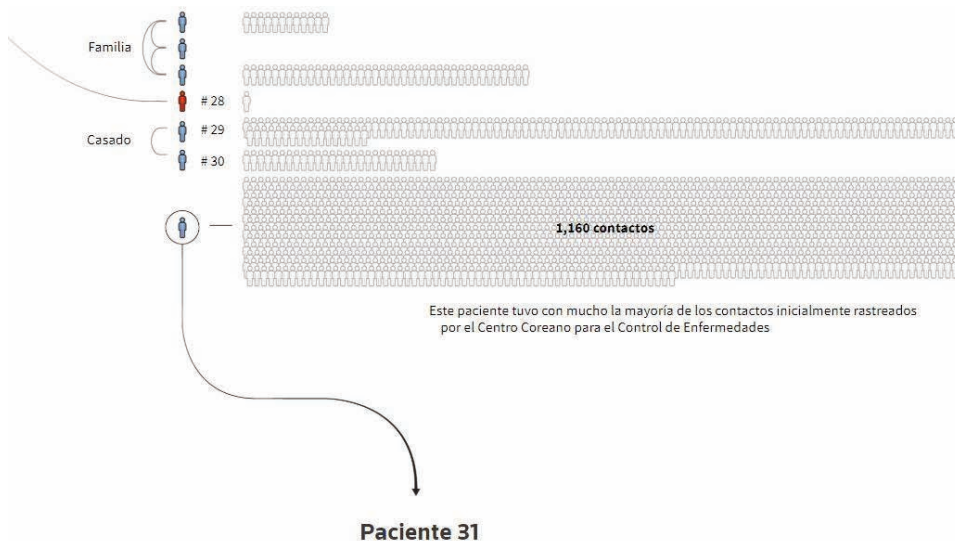 Familia
# 28
# 29
Casado
# 30
1,160 contactos
Este paciente tuvo con mucho la mayoría de los contactos inicialmente rastreados
por el Centro Coreano para el Control de Enfermedades
Paciente 31